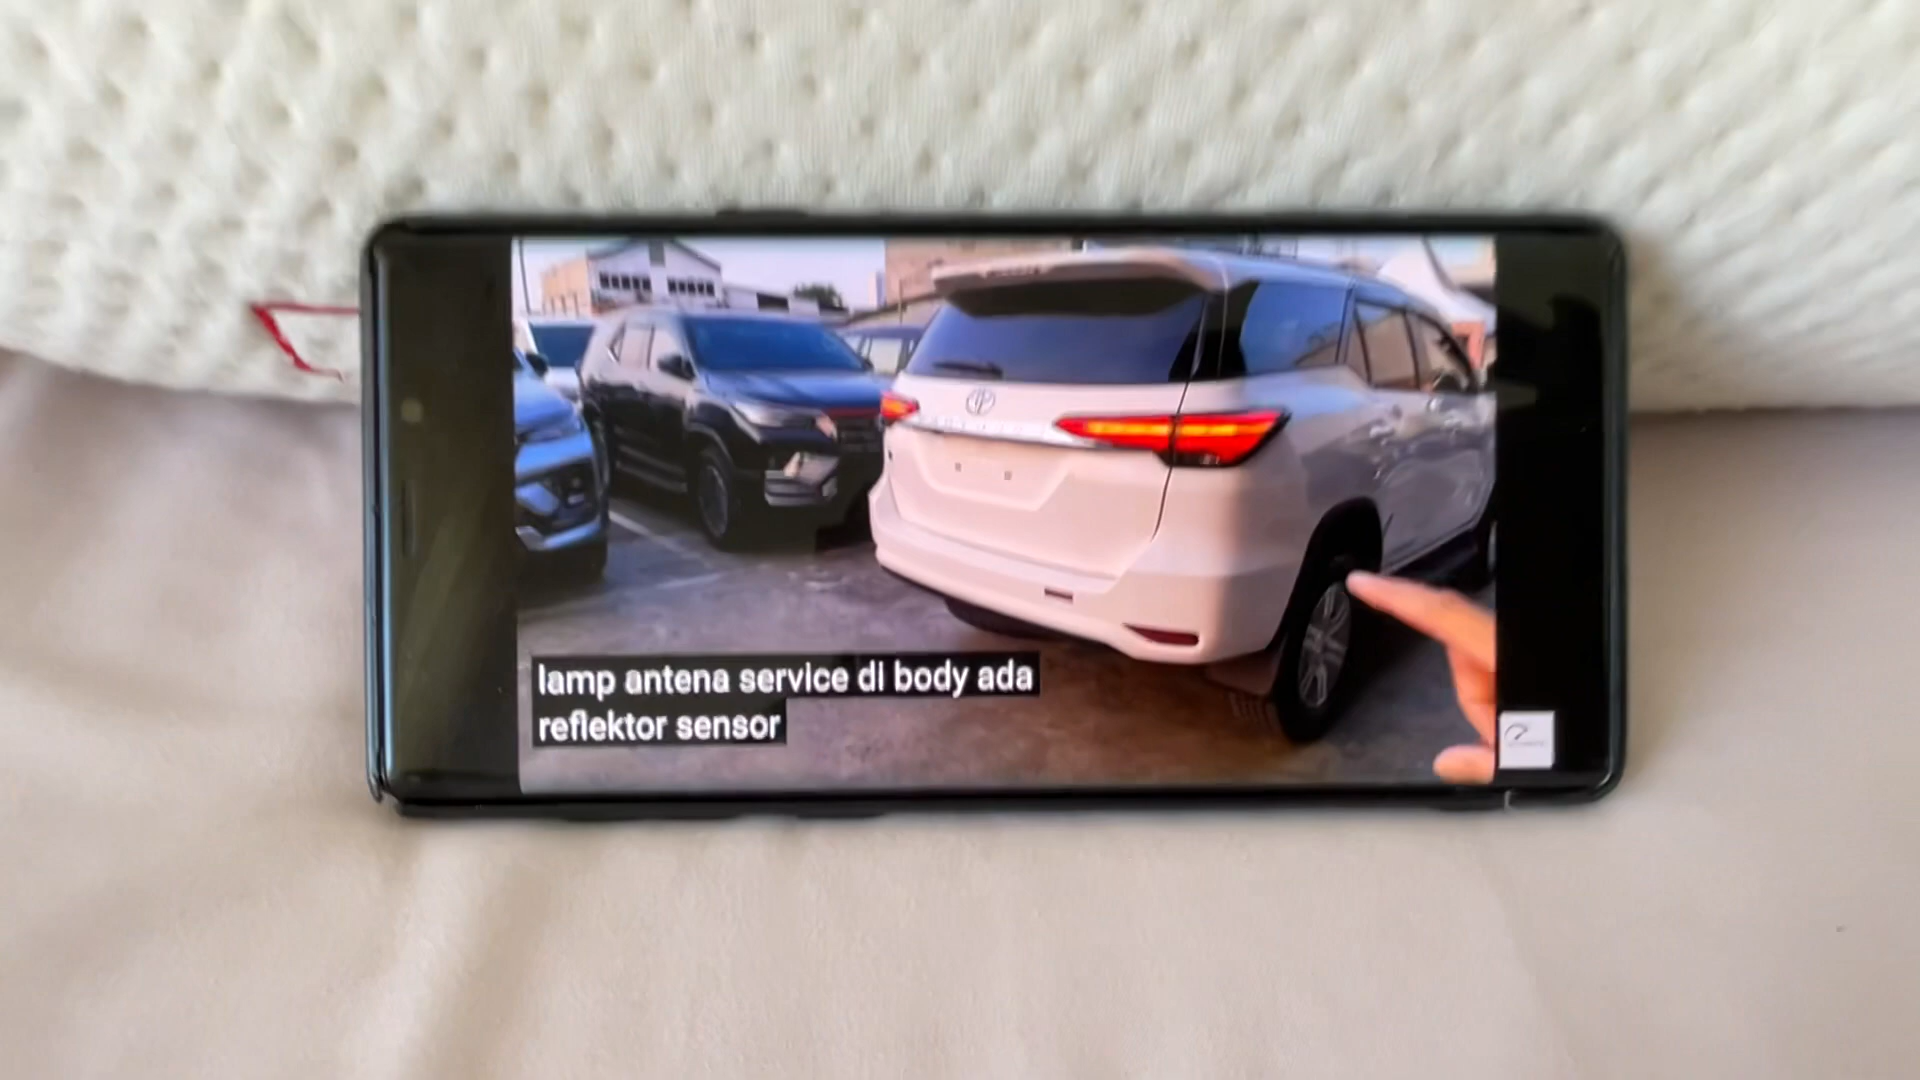 lamp antena service di body ada
reflektor sensor